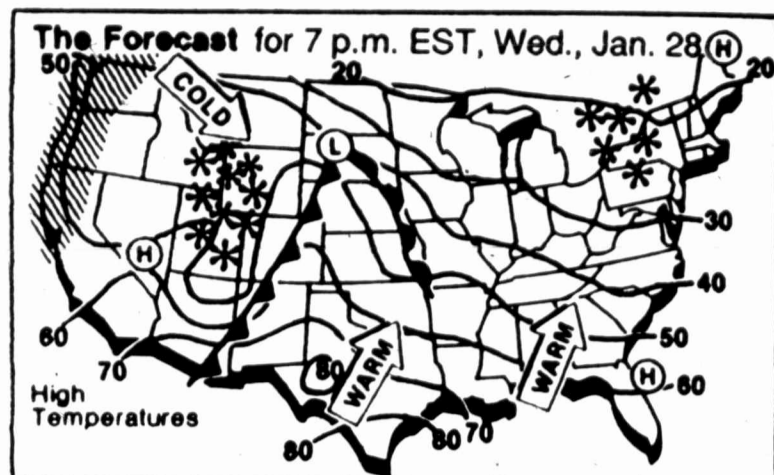 The Forecast for 7 p.m. EST, Wed., Jan. 28
H
50
20
20
COLD
L
30
H
40
60
50
70
80
WARM
WARM
H
60
High
Temperatures
80
80
70